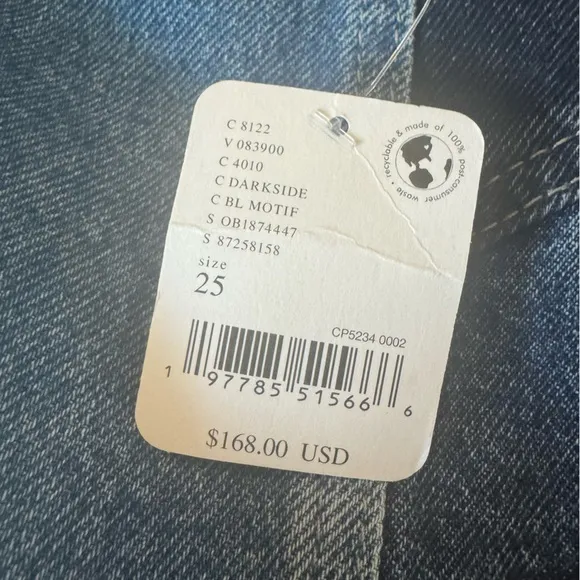 C 8122
V 083900
C 4010
C DARKSIDE
C BL MOTIF
S OB1874447
S 87258158
size
25
recyclable & made of 100% post-consumer waste •
CP5234 0002
1 97785 51566 6
$168.00 USD